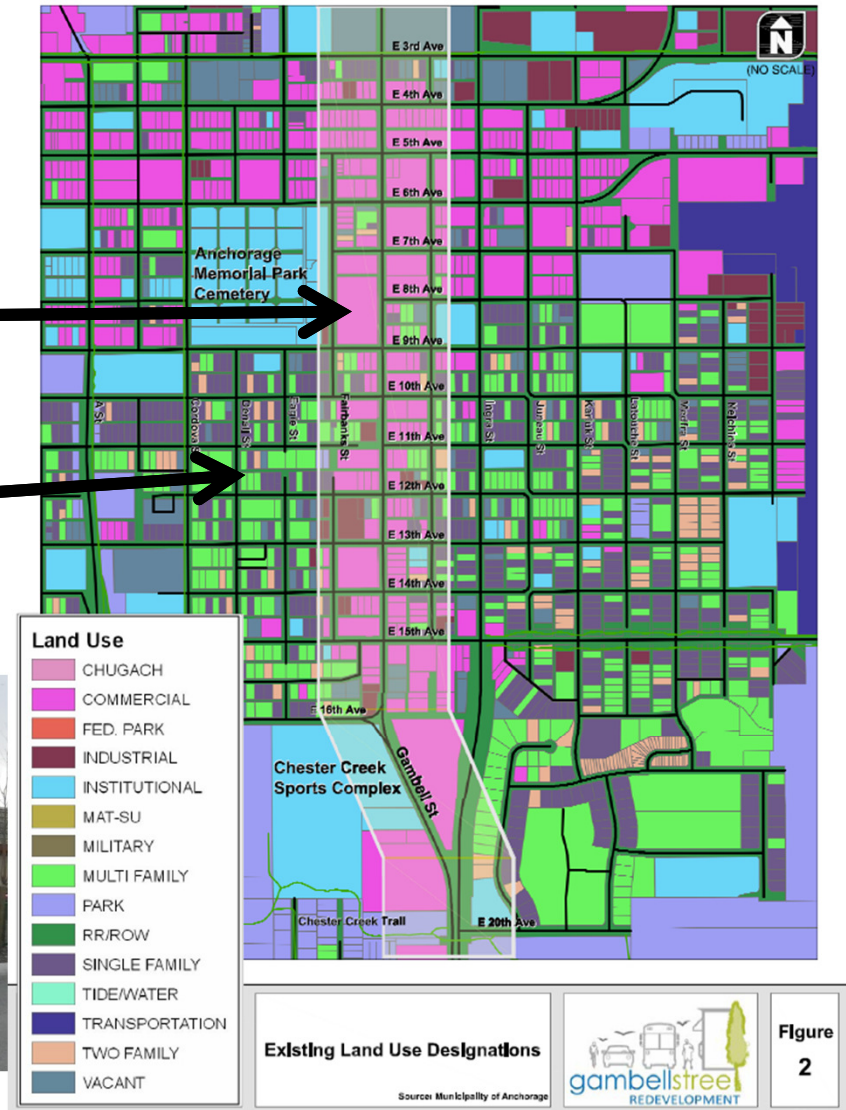 E 3rd Ave
N
(NO SCALE)
E 4th Ave
E 5th Ave
E 6th Ave
E 7th Ave
Anchorage
Memorial Park
Cemetery
E 8th Ave
E 9th Ave
E 10th Ave
A St
Cordova St
Denali St
Eagle St
Fairbanks St
Ingra St
Juneau St
Karluk St
Latouche St
Medfra St
Nelchina St
E 11th Ave
E 12th Ave
E 13th Ave
E 14th Ave
E 15th Ave
E 16th Ave
Chester Creek
Sports Complex
Gambell St
Chester Creek Trail
E 20th Ave
Land Use
CHUGACH
COMMERCIAL
FED. PARK
INDUSTRIAL
INSTITUTIONAL
MAT-SU
MILITARY
MULTI FAMILY
PARK
RR/ROW
SINGLE FAMILY
TIDE/WATER
TRANSPORTATION
TWO FAMILY
VACANT
Existing Land Use Designations
Source: Municipality of Anchorage
gambellstreet
REDEVELOPMENT
Figure
2